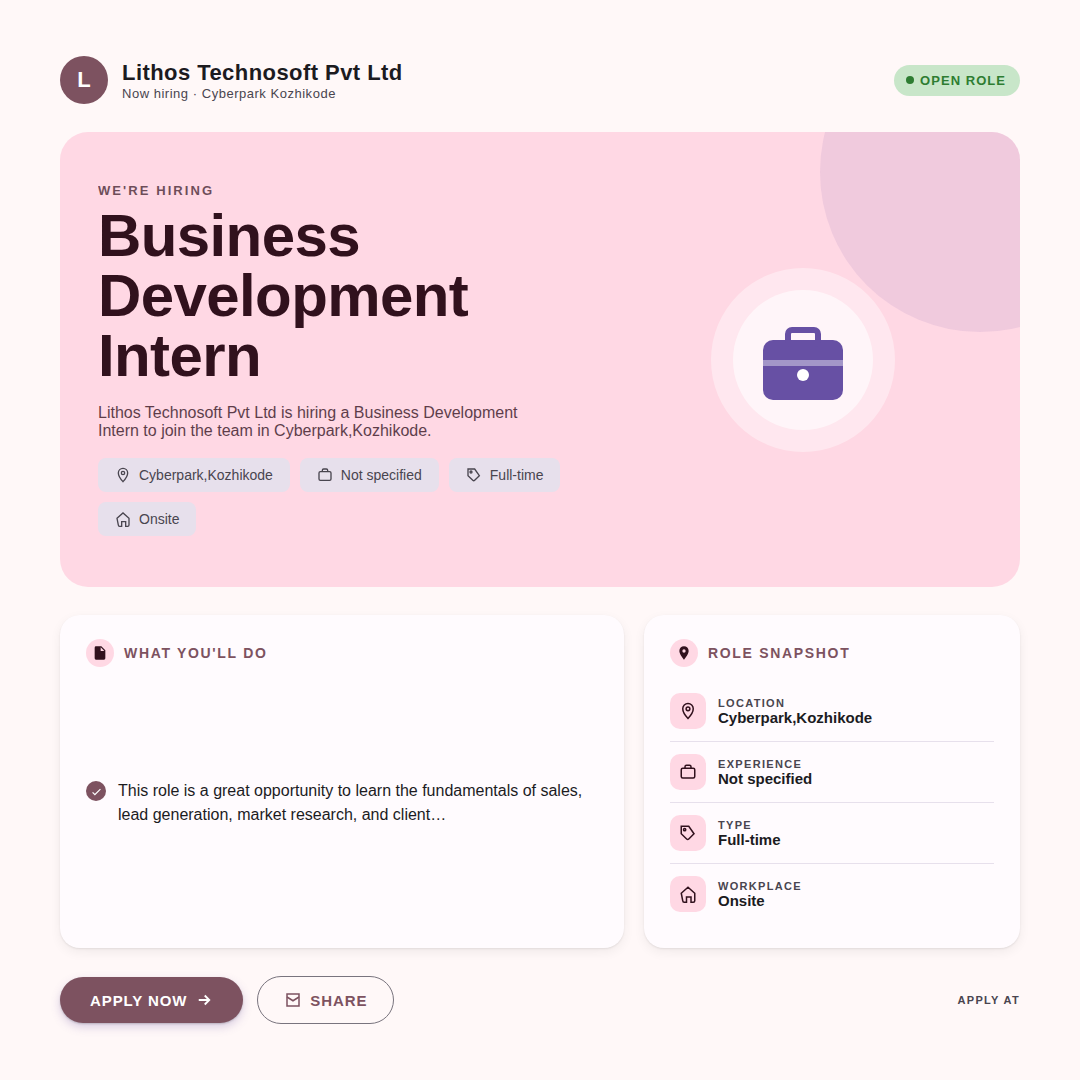 L
Lithos Technosoft Pvt Ltd
Now hiring · Cyberpark Kozhikode
OPEN ROLE
WE'RE HIRING
Business
Development
Intern
Lithos Technosoft Pvt Ltd is hiring a Business Development
Intern to join the team in Cyberpark,Kozhikode.
Cyberpark,Kozhikode
Not specified
Full-time
Onsite
WHAT YOU'LL DO
This role is a great opportunity to learn the fundamentals of sales,
lead generation, market research, and client…
ROLE SNAPSHOT
LOCATION
Cyberpark,Kozhikode
EXPERIENCE
Not specified
TYPE
Full-time
WORKPLACE
Onsite
APPLY NOW
SHARE
APPLY AT